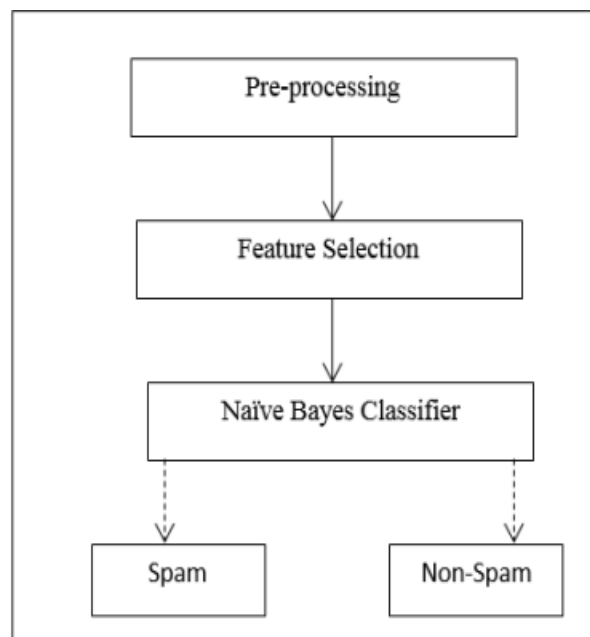 Pre-processing
Feature Selection
Naïve Bayes Classifier
Spam
Non-Spam